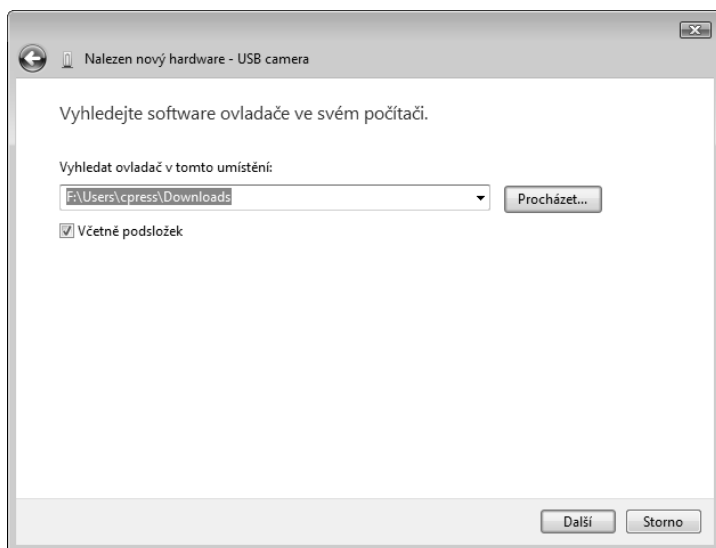 Nalezen nový hardware - USB camera
Vyhledejte software ovladače ve svém počítači.
Vyhledat ovladač v tomto umístění:
F:\Users\cpress\Downloads
Procházet...
Včetně podsložek
Další
Storno